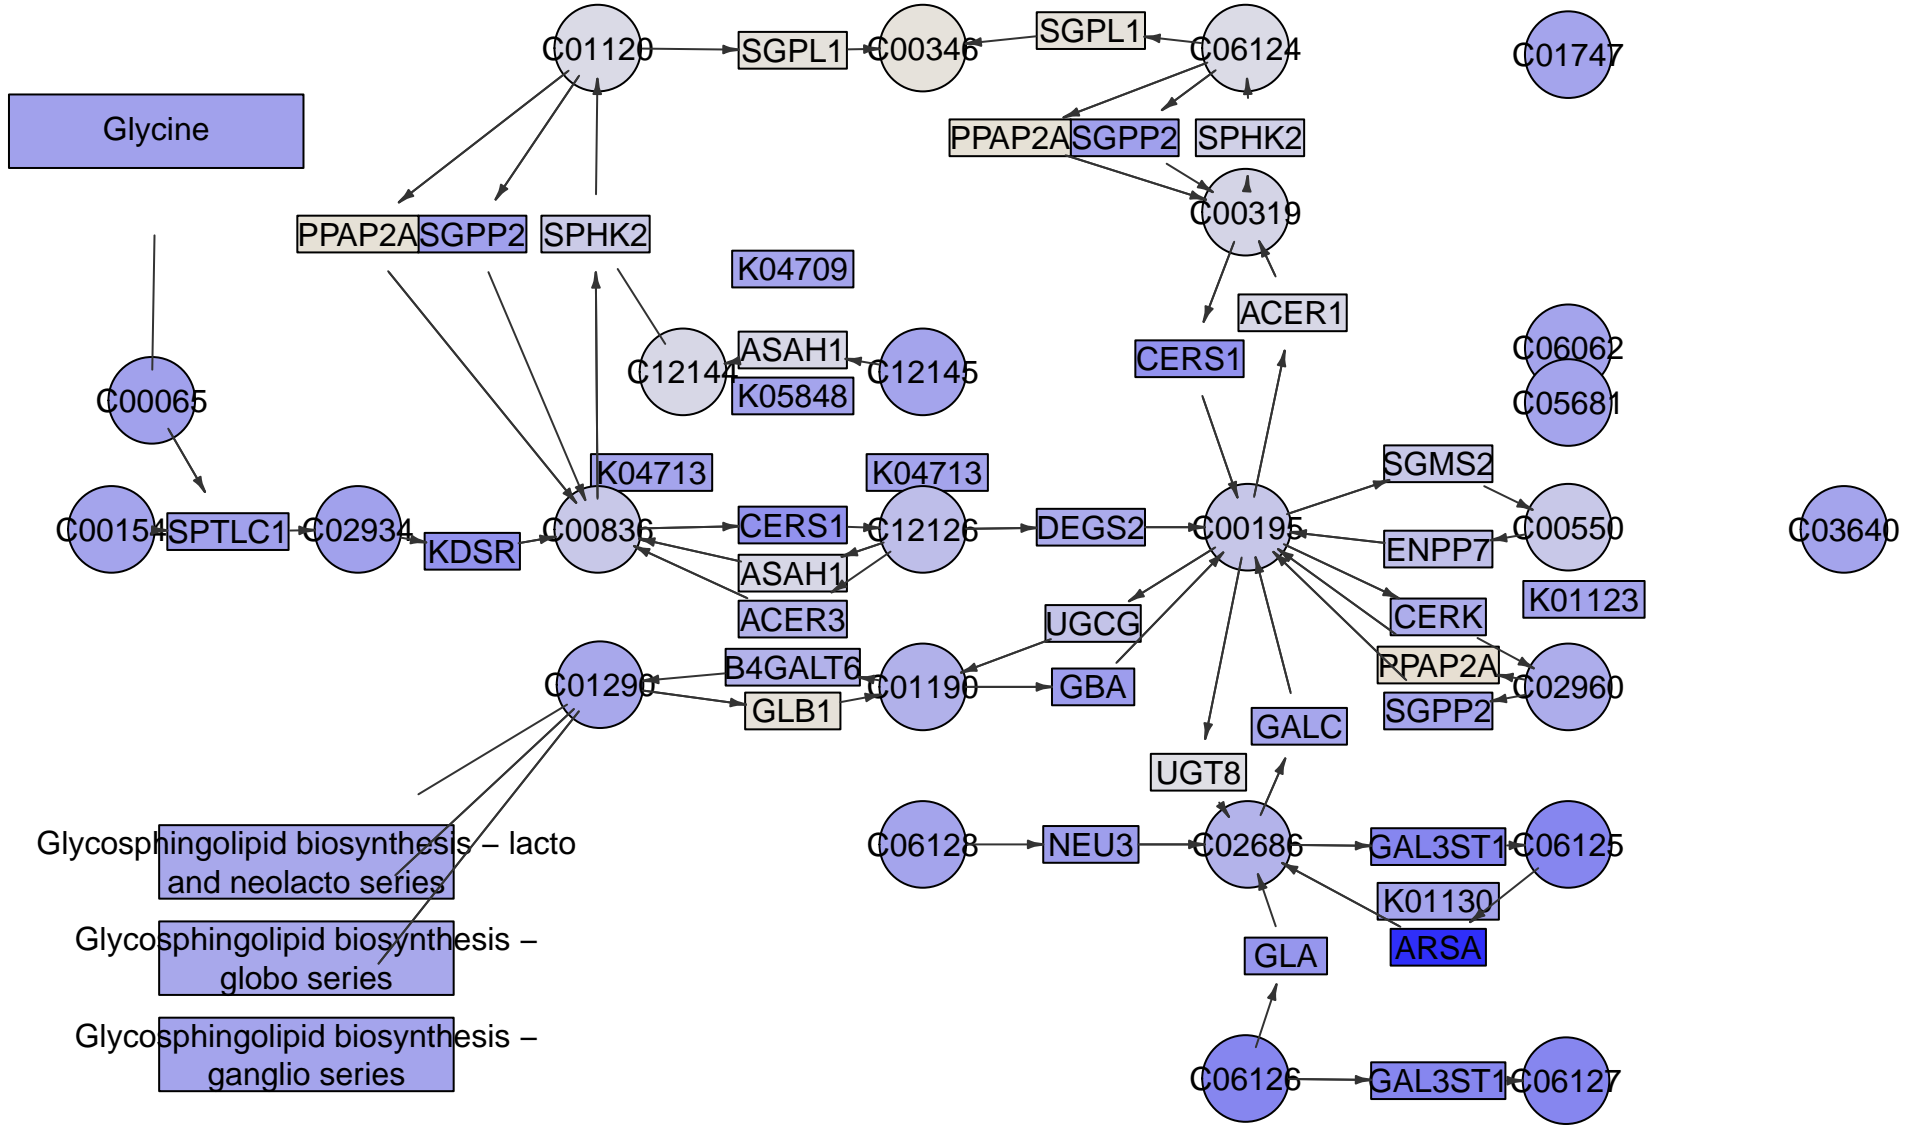 C01120
SGPL1
C00346
SGPL1
C06124
C01747
Glycine
PPAP2A
SGPP2
SPHK2
C00319
PPAP2A
SGPP2
SPHK2
K04709
ACER1
C06062
ASAH1
CERS1
C12144
C12145
K05848
C00065
C05681
K04713
K04713
SGMS2
C00154
SPTLC1
C02934
KDSR
C00836
CERS1
C12126
DEGS2
C00195
C00550
C03640
ENPP7
ASAH1
K01123
ACER3
UGCG
CERK
B4GALT6
PPAP2A
C01290
C01190
GBA
C02960
GLB1
SGPP2
GALC
UGT8
Glycosphingolipid biosynthesis – lacto
and neolacto series
C06128
NEU3
C02686
GAL3ST1
C06125
K01130
Glycosphingolipid biosynthesis –
globo series
GLA
ARSA
Glycosphingolipid biosynthesis –
ganglio series
C06126
GAL3ST1
C06127